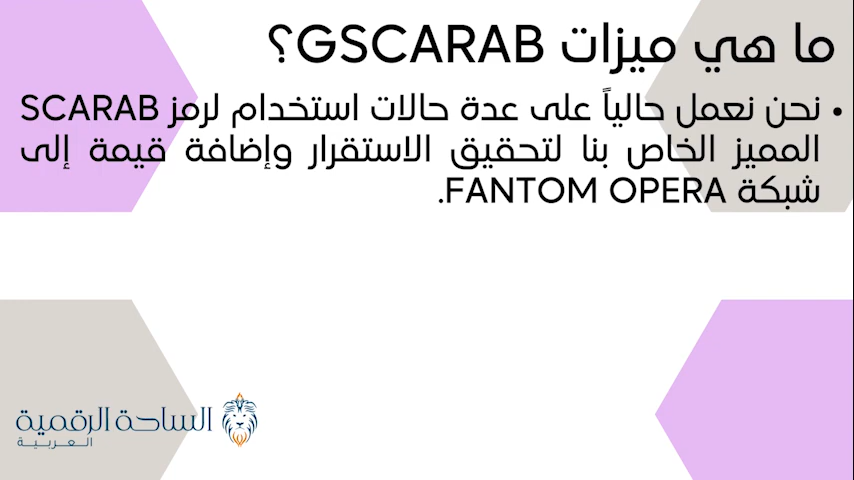 ما هي ميزات GSCARAB؟
• نحن نعمل حالياً على عدة حالات استخدام لرمز SCARAB
المميز الخاص بنا لتحقيق الاستقرار وإضافة قيمة إلى
شبكة FANTOM OPERA.
الساحة الرقمية
العربية